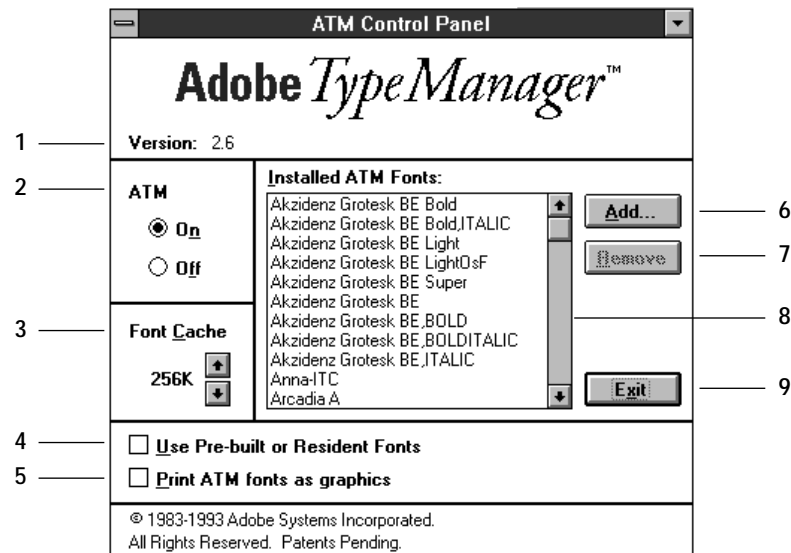 ATM Control Panel
Adobe TypeManager™
1
Version: 2.6
2
ATM
On
Off
3
Font Cache
256K
Installed ATM Fonts:
Akzidenz Grotesk BE Bold
Akzidenz Grotesk BE Bold,ITALIC
Akzidenz Grotesk BE Light
Akzidenz Grotesk BE LightOsF
Akzidenz Grotesk BE Super
Akzidenz Grotesk BE
Akzidenz Grotesk BE,BOLD
Akzidenz Grotesk BE,BOLDITALIC
Akzidenz Grotesk BE,ITALIC
Anna-ITC
Arcadia A
Add...
6
Remove
7
8
Exit
9
4
Use Pre-built or Resident Fonts
5
Print ATM fonts as graphics
© 1983-1993 Adobe Systems Incorporated.
All Rights Reserved. Patents Pending.